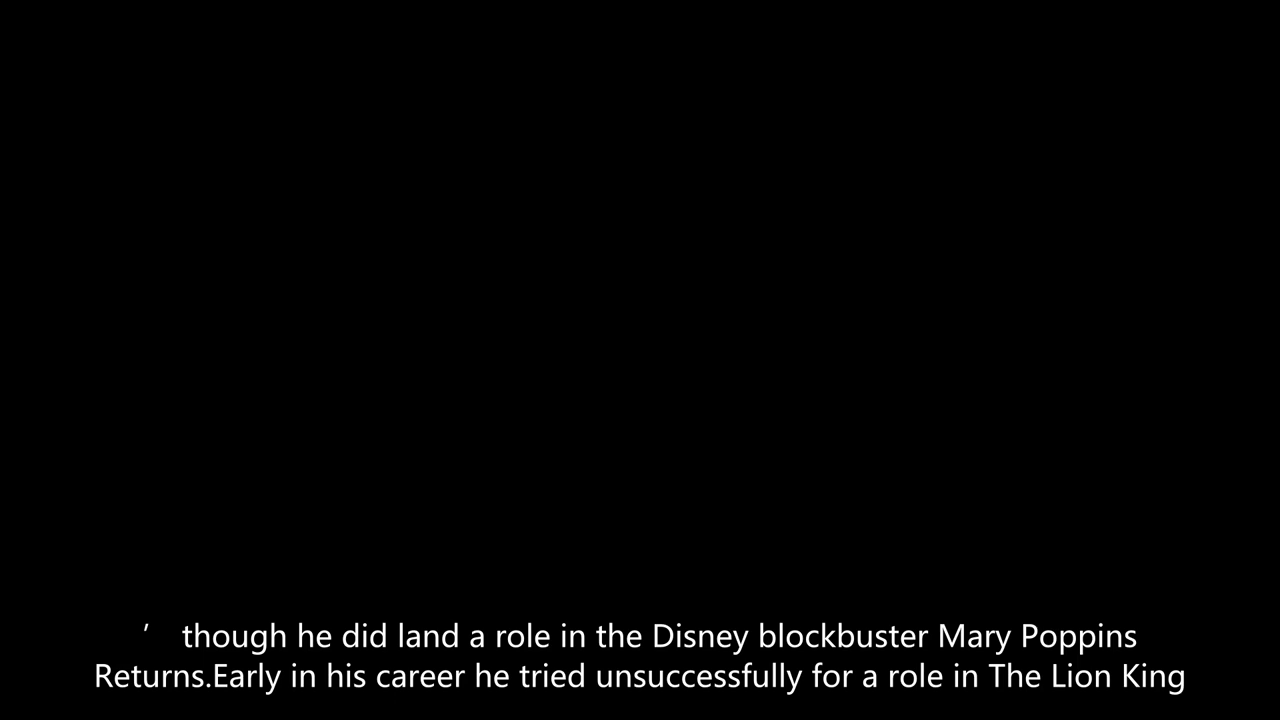 ′ though he did land a role in the Disney blockbuster Mary Poppins
Returns.Early in his career he tried unsuccessfully for a role in The Lion King